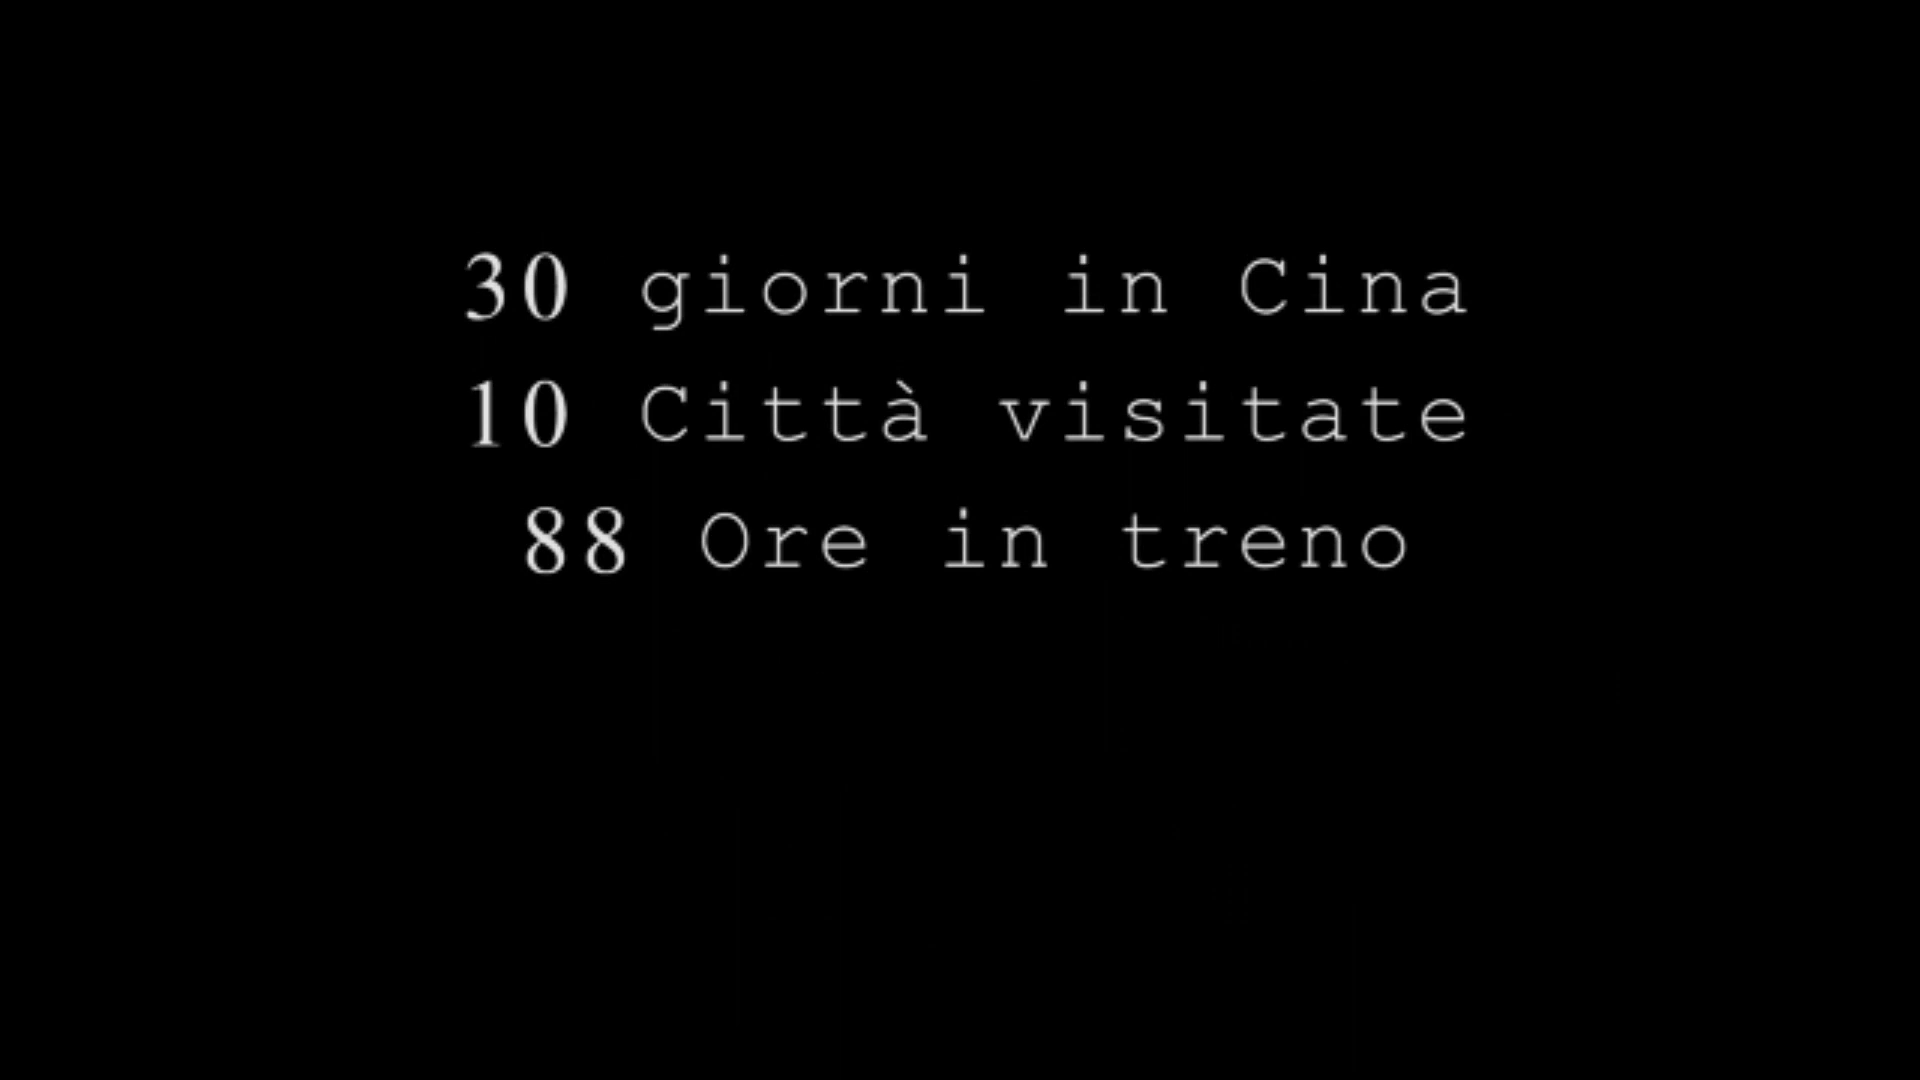 30 giorni in Cina
10 Città visitate
88 Ore in treno